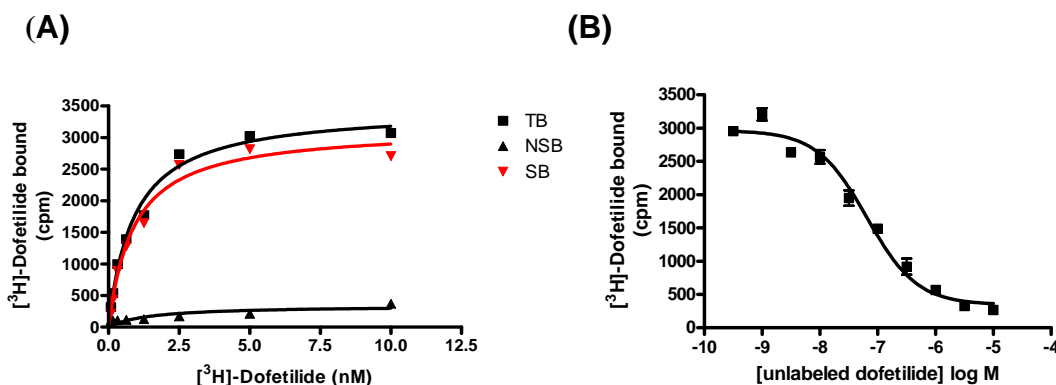 (A)
[³H]-Dofetilide bound
(cpm)
3500
3000
2500
2000
1500
1000
500
0
0.0 2.5 5.0 7.5 10.0 12.5
[³H]-Dofetilide (nM)
TB
NSB
SB
(B)
[³H]-Dofetilide bound
(cpm)
3500
3000
2500
2000
1500
1000
500
0
-10 -9 -8 -7 -6 -5 -4
[unlabeled dofetilide] log M